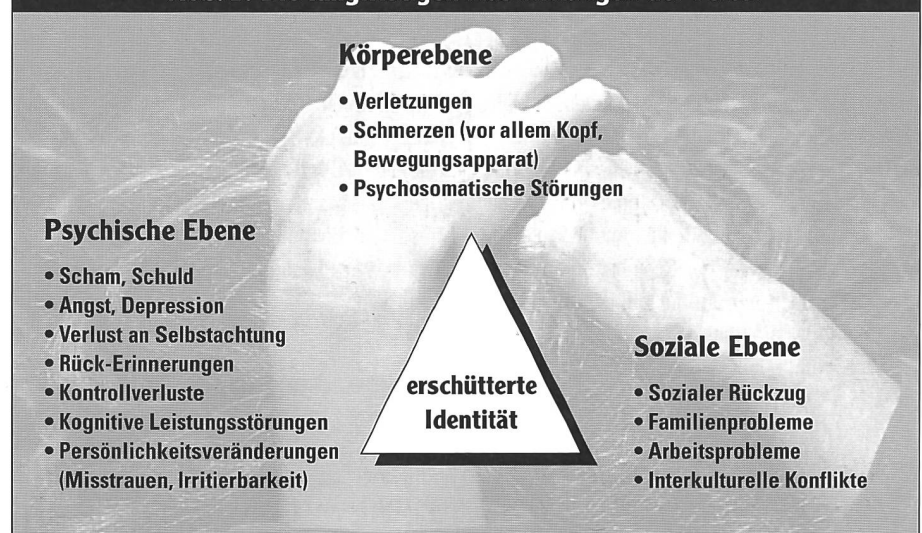 Körperebene
• Verletzungen
• Schmerzen (vor allem Kopf,
Bewegungsapparat)
• Psychosomatische Störungen
Psychische Ebene
• Scham, Schuld
• Angst, Depression
• Verlust an Selbstachtung
• Rück-Erinnerungen
• Kontrollverluste
• Kognitive Leistungsstörungen
• Persönlichkeitsveränderungen
(Misstrauen, Irritierbarkeit)
erschütterte
Identität
Soziale Ebene
• Sozialer Rückzug
• Familienprobleme
• Arbeitsprobleme
• Interkulturelle Konflikte